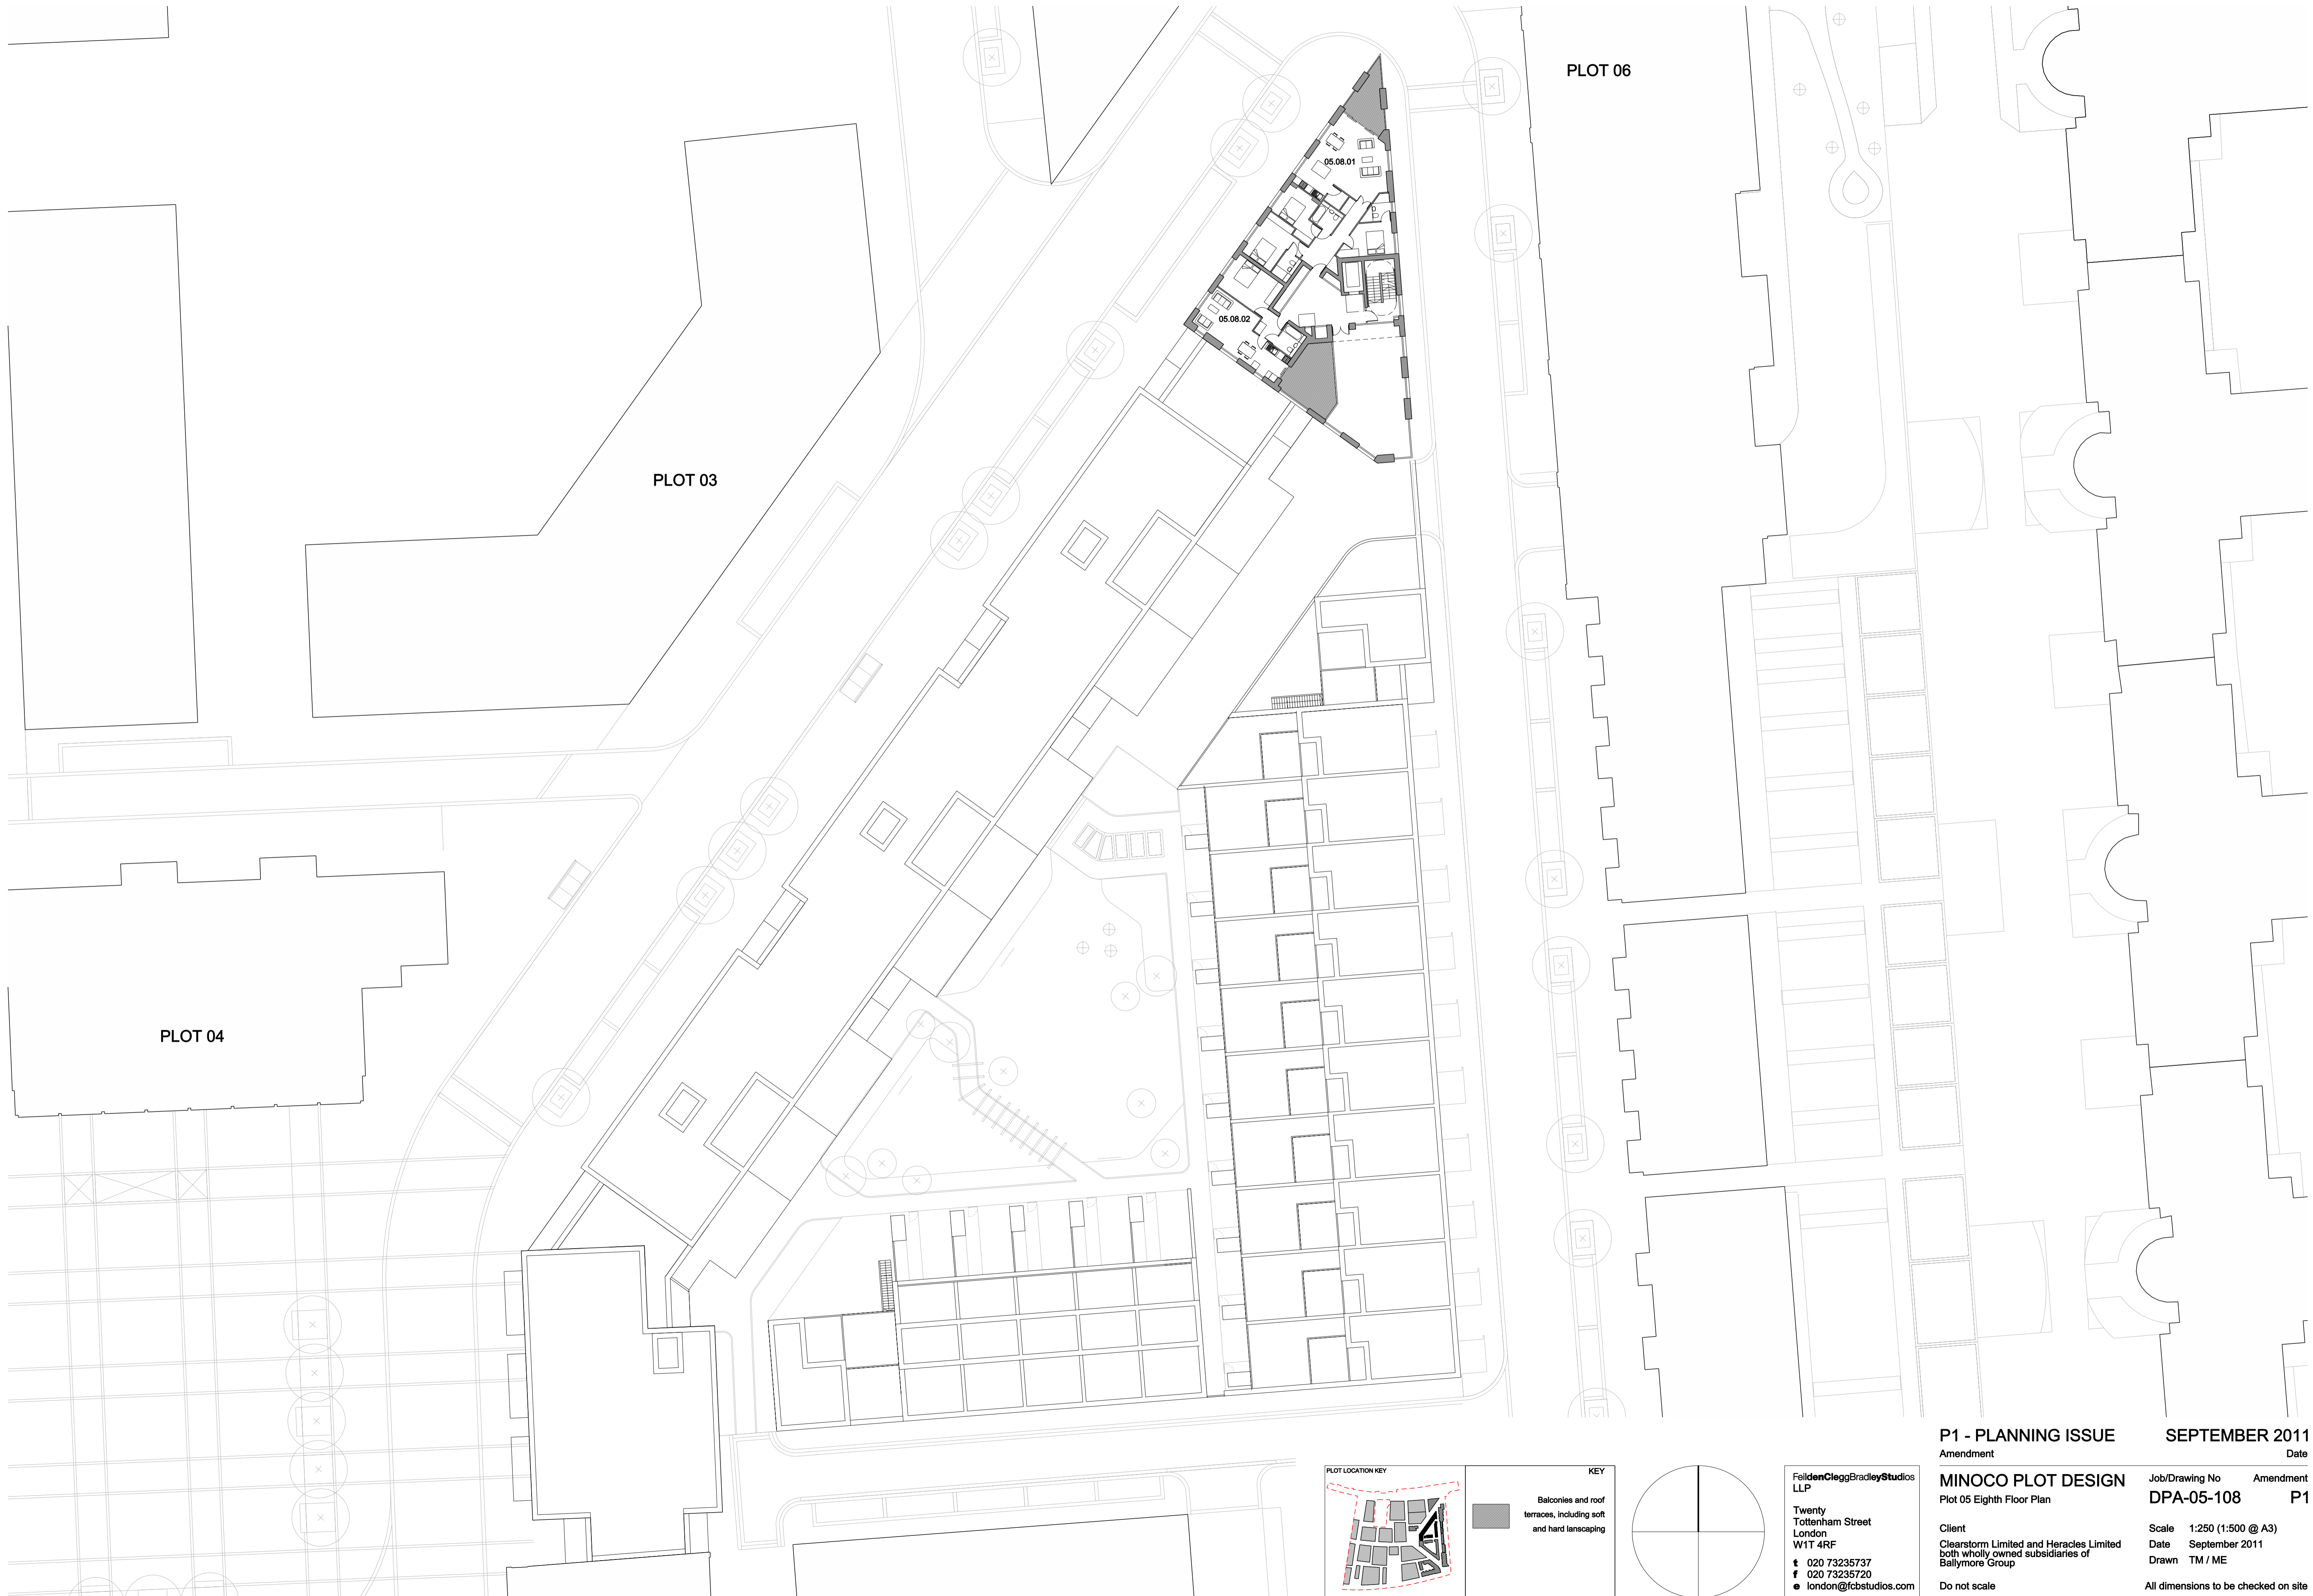 PLOT 06
05.08.01
05.08.02
PLOT 03
PLOT 04
PLOT LOCATION KEY
KEY
Balconies and roof
terraces, including soft
and hard lanscaping
FeildenCleggBradleyStudios
LLP
Twenty
Tottenham Street
London
W1T 4RF
t 020 73235737
f 020 73235720
e london@fcbstudios.com
P1 - PLANNING ISSUE SEPTEMBER 2011
Amendment Date
MINOCO PLOT DESIGN
Plot 05 Eighth Floor Plan
Job/Drawing No Amendment
DPA-05-108 P1
Client
Clearstorm Limited and Heracles Limited
both wholly owned subsidiaries of
Ballymore Group
Scale 1:250 (1:500 @ A3)
Date September 2011
Drawn TM / ME
Do not scale All dimensions to be checked on site